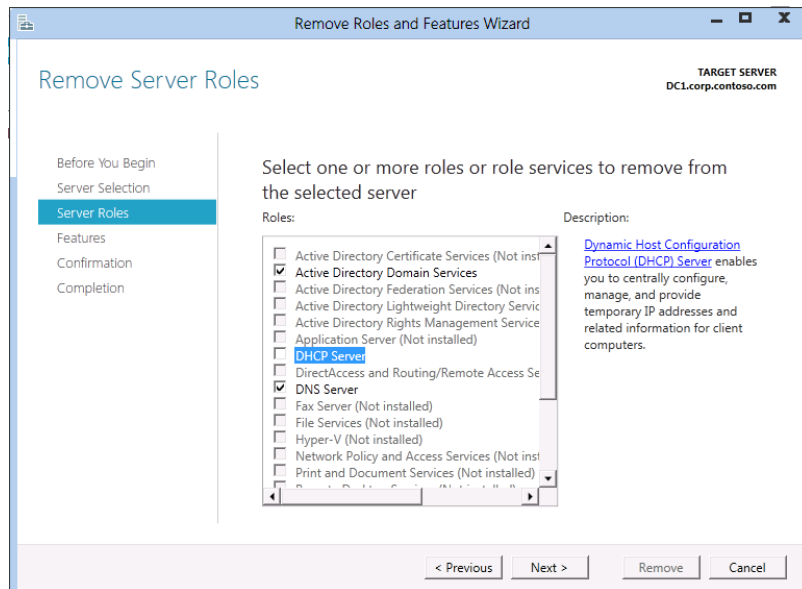 Remove Roles and Features Wizard
Remove Server Roles
TARGET SERVER
DC1.corp.contoso.com
Before You Begin
Server Selection
Server Roles
Features
Confirmation
Completion
Select one or more roles or role services to remove from
the selected server
Roles:
Active Directory Certificate Services (Not inst
Active Directory Domain Services
Active Directory Federation Services (Not ins
Active Directory Lightweight Directory Servic
Active Directory Rights Management Service
Application Server (Not installed)
DHCP Server
DirectAccess and Routing/Remote Access Se
DNS Server
Fax Server (Not installed)
File Services (Not installed)
Hyper-V (Not installed)
Network Policy and Access Services (Not inst
Print and Document Services (Not installed)
Description:
Dynamic Host Configuration
Protocol (DHCP) Server enables
you to centrally configure,
manage, and provide
temporary IP addresses and
related information for client
computers.
< Previous
Next >
Remove
Cancel